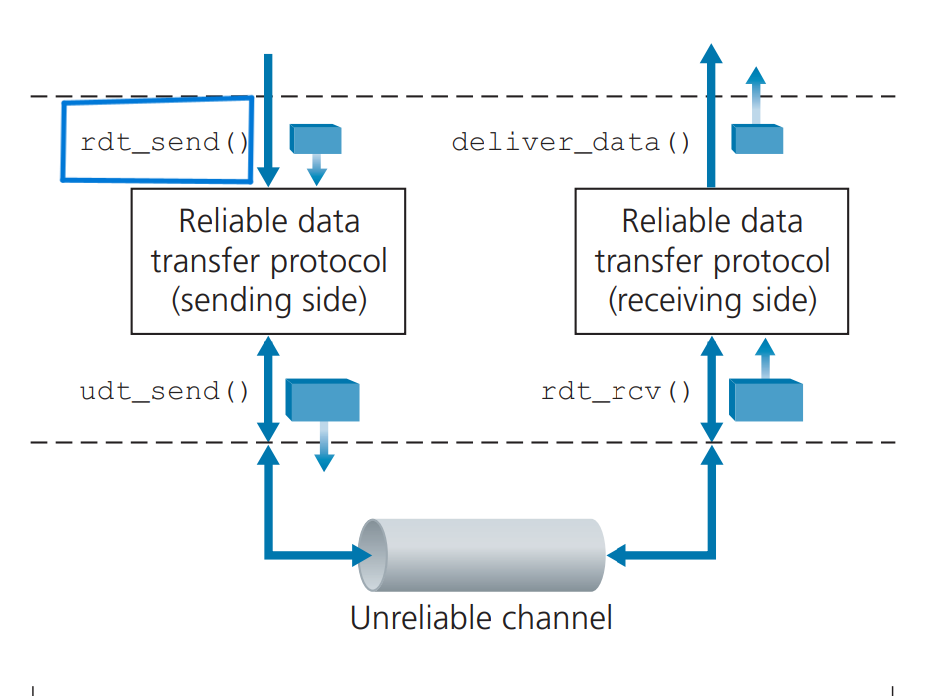 rdt_send()
deliver_data()
Reliable data
transfer protocol
(sending side)
Reliable data
transfer protocol
(receiving side)
udt_send()
rdt_rcv()
Unreliable channel